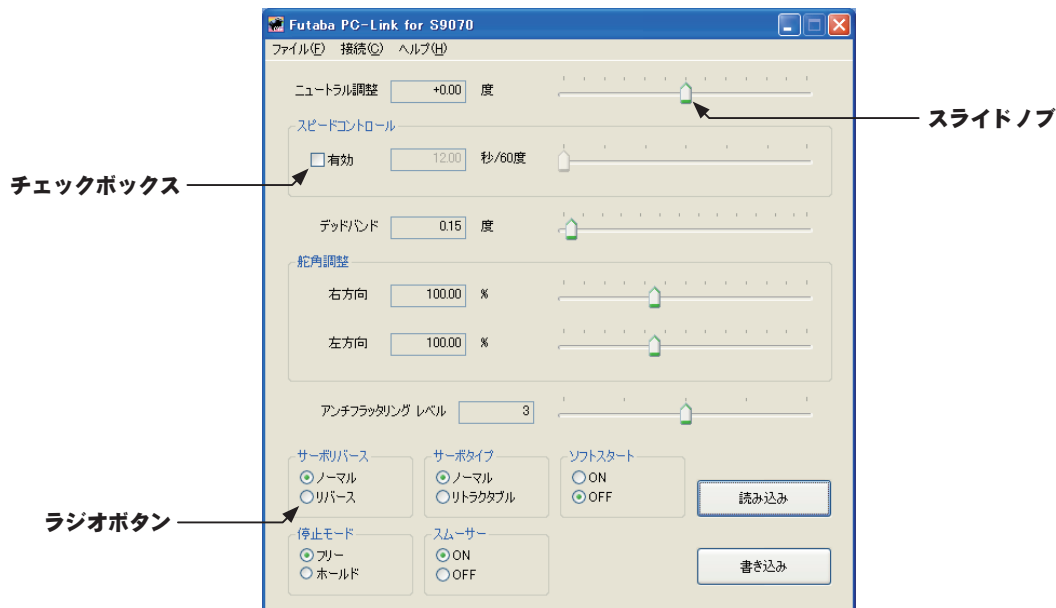 Futaba PC-Link for S9070
ファイル(F) 接続(C) ヘルプ(H)
ニュートラル調整 +0.00 度
スライドノブ
スピードコントロール
有効 12.00 秒/60度
チェックボックス
デッドバンド 0.15 度
舵角調整
右方向 100.00 %
左方向 100.00 %
アンチフラッタリング レベル 3
サーボリバース サーボタイプ ソフトスタート
ノーマル ノーマル ON
リバース リトラクタブル OFF 読み込み
ラジオボタン
停止モード スムーサー
フリー ON
ホールド OFF 書き込み